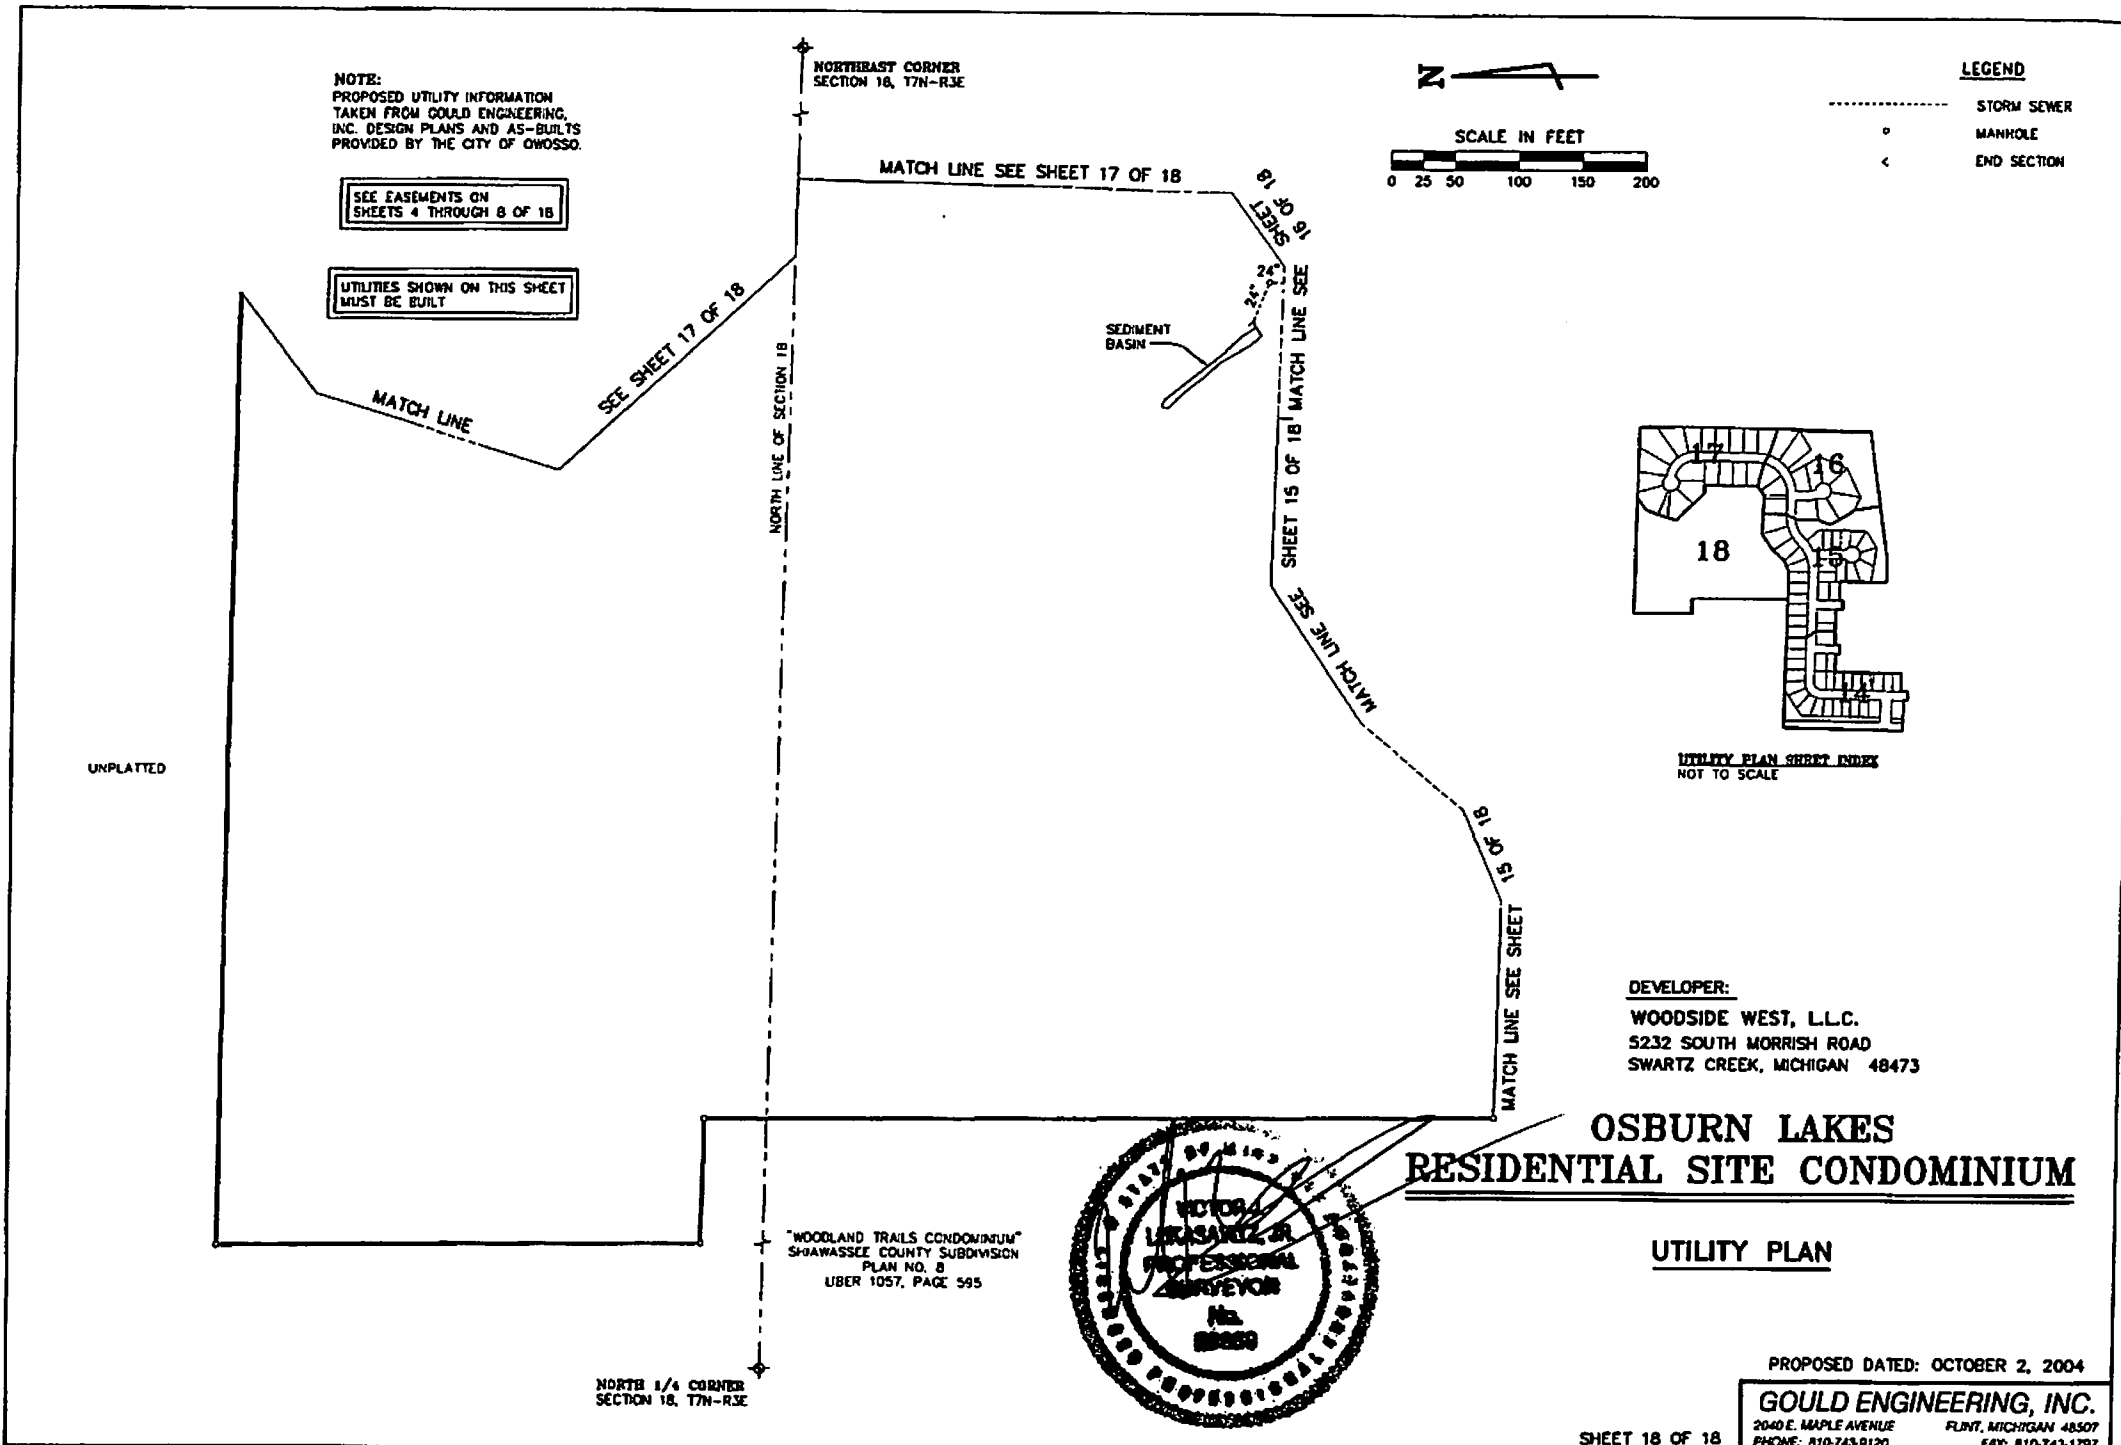 NOTE:
PROPOSED UTILITY INFORMATION
TAKEN FROM GOULD ENGINEERING,
INC. DESIGN PLANS AND AS-BUILTS
PROVIDED BY THE CITY OF OWOSSO.
SEE EASEMENTS ON
SHEETS 4 THROUGH 8 OF 18
UTILITIES SHOWN ON THIS SHEET
MUST BE BUILT
NORTHEAST CORNER
SECTION 18, T7N-R3E
MATCH LINE SEE SHEET 17 OF 18
SHEET
16 OF 18
N
SCALE IN FEET
0 25 50 100 150 200
LEGEND
STORM SEWER
MANHOLE
END SECTION
MATCH LINE
SEE SHEET 17 OF 18
NORTH LINE OF SECTION 18
24"
24"
SEDIMENT
BASIN
MATCH LINE SEE
SHEET 15 OF 18
MATCH LINE SEE
15 OF 18
MATCH LINE SEE SHEET
17
16
18
15
14
UTILITY PLAN SHEET INDEX
NOT TO SCALE
UNPLATTED
DEVELOPER:
WOODSIDE WEST, L.L.C.
5232 SOUTH MORRISH ROAD
SWARTZ CREEK, MICHIGAN 48473
OSBURN LAKES
RESIDENTIAL SITE CONDOMINIUM
UTILITY PLAN
"WOODLAND TRAILS CONDOMINIUM"
SHIAWASSEE COUNTY SUBDIVISION
PLAN NO. 8
LIBER 1057, PAGE 595
STATE OF
VICTOR
PROFESSIONAL
SURVEYOR
No.
NORTH 1/4 CORNER
SECTION 18, T7N-R3E
PROPOSED DATED: OCTOBER 2, 2004
GOULD ENGINEERING, INC.
2040 E. MAPLE AVENUE FLINT, MICHIGAN 48507
PHONE: 810-743-9120 FAX: 810-743-1797
SHEET 18 OF 18